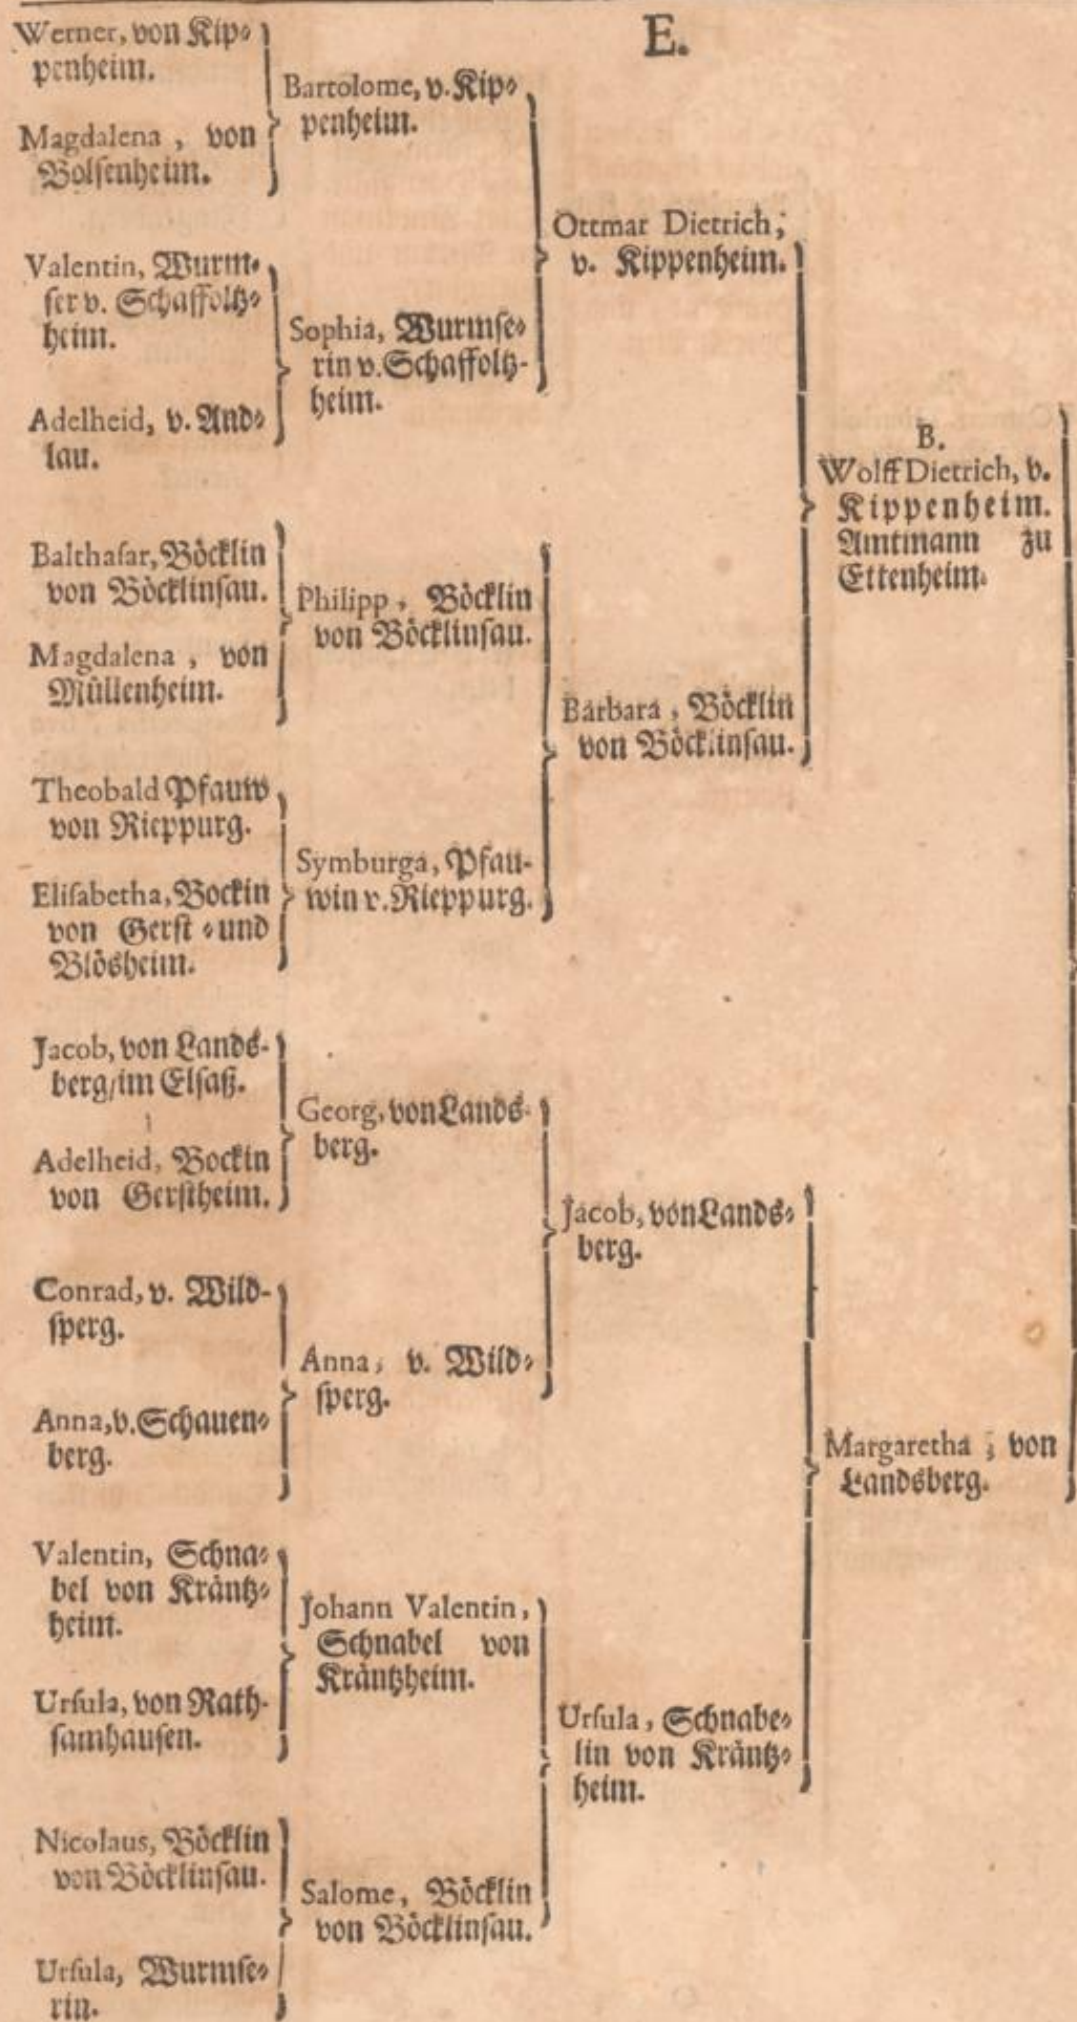 E.
Werner, von Kip⸗
penheim.
Magdalena, von
Bolsenheim.
Valentin, Wurm⸗
ser v. Schaffoltz⸗
heim.
Adelheid, v. And⸗
lau.
Balthasar, Böcklin
von Böcklinsau.
Magdalena, von
Müllenheim.
Theobald Pfauw
von Rieppurg.
Elisabetha, Bockin
von Gerst⸗und
Blösheim.
Jacob, von Lands-
berg/im Elsaß.
Adelheid, Bockin
von Gerstheim.
Conrad, v. Wild-
sperg.
Anna, v. Schauen⸗
berg.
Valentin, Schna⸗
bel von Kräntz⸗
heim.
Ursula, von Rath-
samhausen.
Nicolaus, Böcklin
von Böcklinsau.
Ursula, Wurmse⸗
rin.
Bartolome, v. Kip⸗
penheim.
Sophia, Wurmse⸗
rin v. Schaffoltz-
heim.
Philipp, Böcklin
von Böcklinsau.
Symburga, Pfau-
win v. Rieppurg.
Georg, von Lands⸗
berg.
Anna, v. Wild⸗
sperg.
Johann Valentin,
Schnabel von
Kräntzheim.
Salome, Böcklin
von Böcklinsau.
Ottmar Dietrich,
v. Kippenheim.
Barbara, Böcklin
von Böcklinsau.
Jacob, von Lands⸗
berg.
Ursula, Schnabe⸗
lin von Kräntz⸗
heim.
B.
Wolff Dietrich, v.
Kippenheim.
Amtmann zu
Ettenheim.
Margaretha, von
Landsberg.